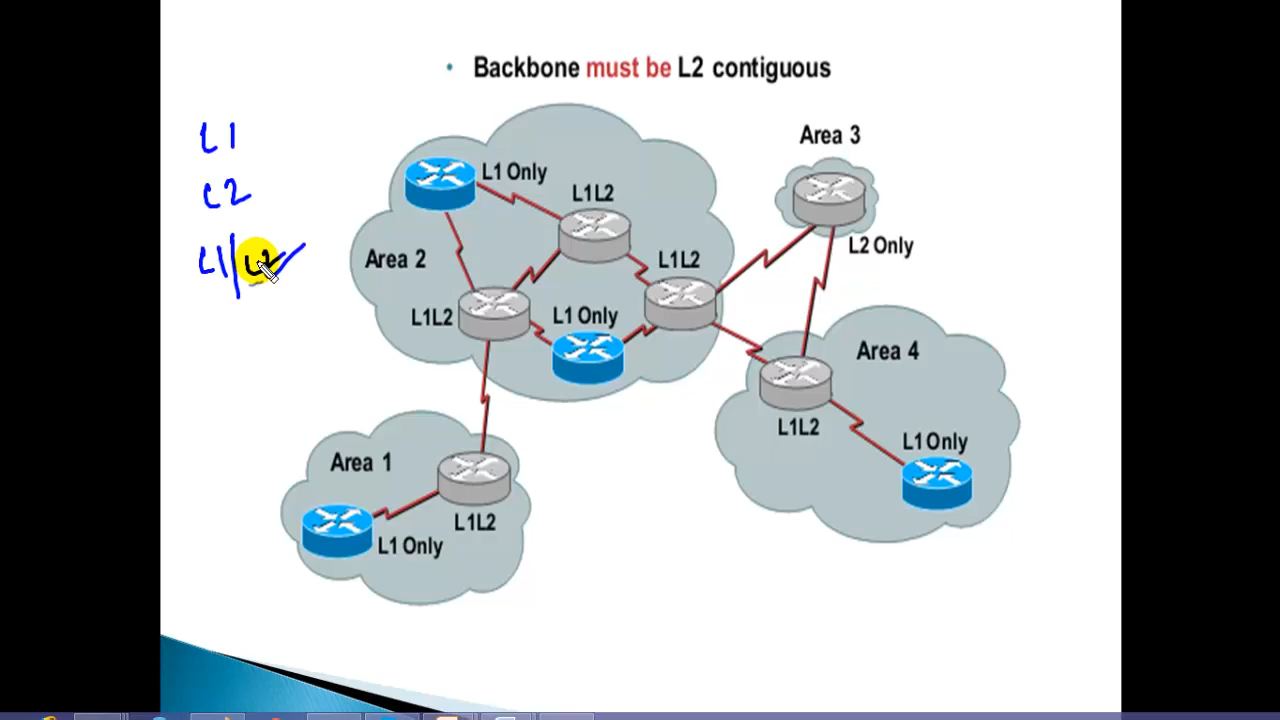 • Backbone must be L2 contiguous
L1
L2
L1/L2
Area 2
L1 Only
L1L2
L1L2
L1L2
L1 Only
Area 3
L2 Only
Area 4
L1L2
L1 Only
Area 1
L1L2
L1 Only